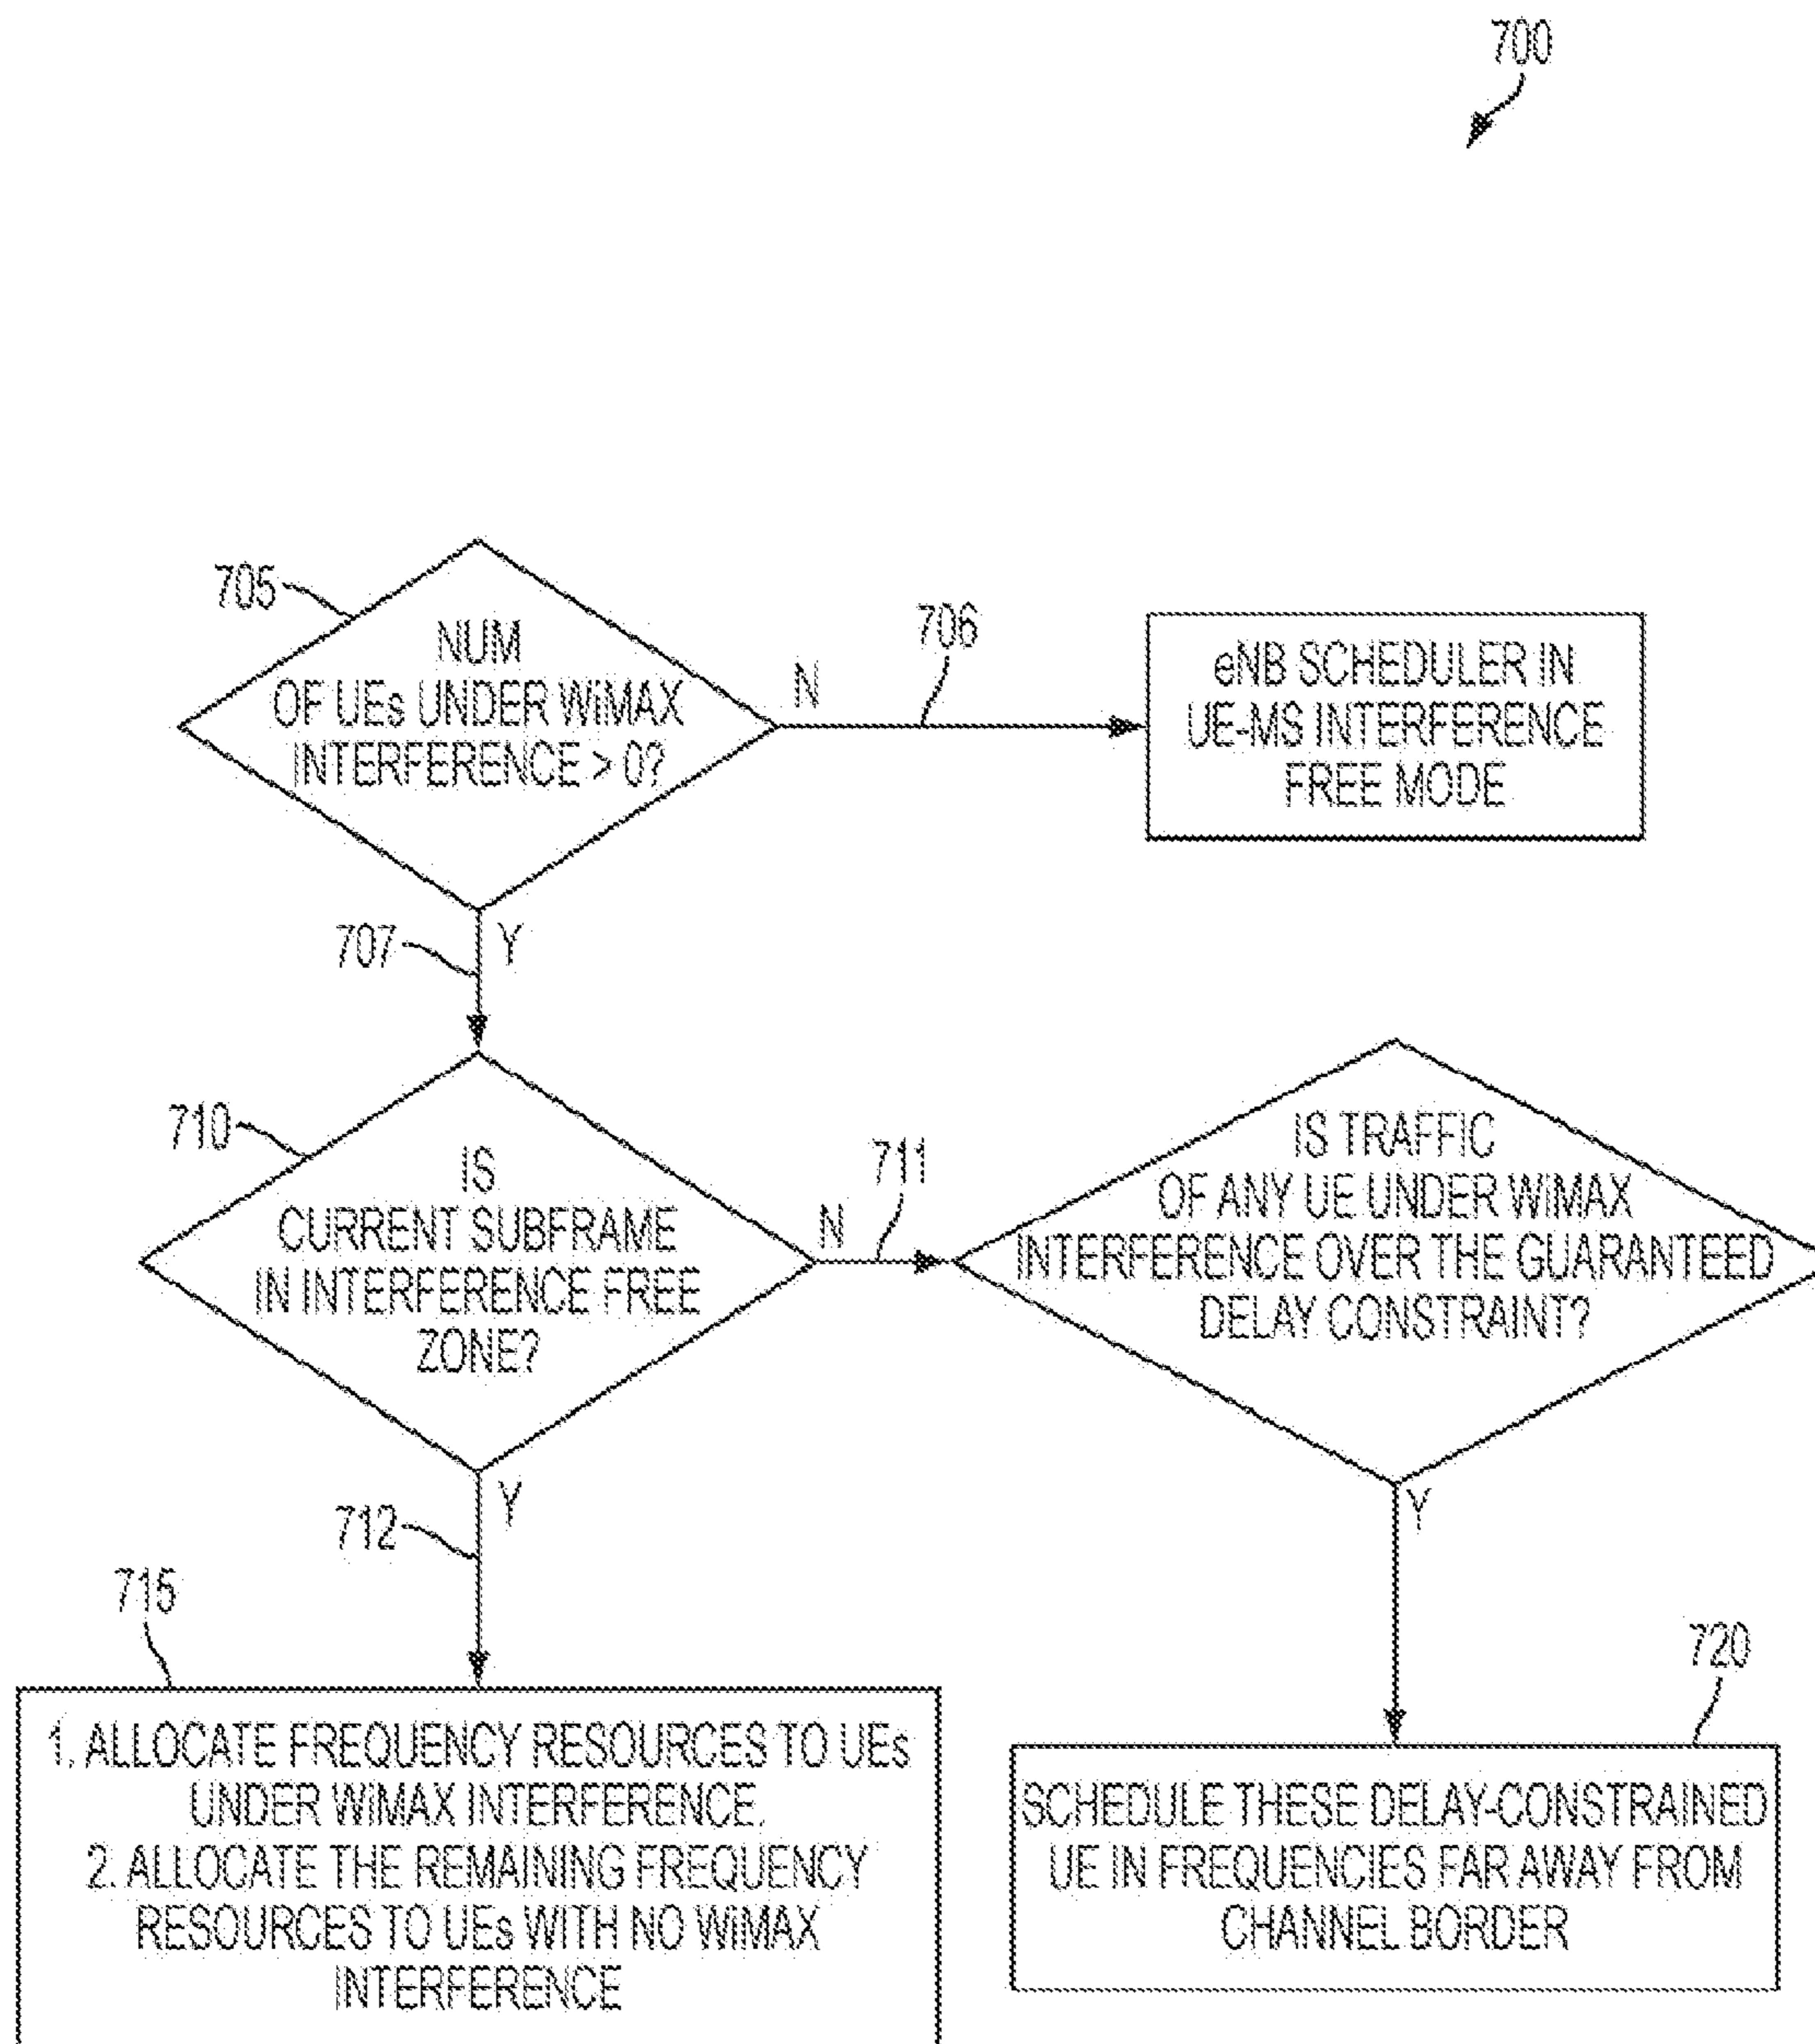 700
705
NUM
OF UEs UNDER WiMAX
INTERFERENCE > 0?
N
706
eNB SCHEDULER IN
UE-MS INTERFERENCE
FREE MODE
707
Y
710
IS
CURRENT SUBFRAME
IN INTERFERENCE FREE
ZONE?
N
711
IS TRAFFIC
OF ANY UE UNDER WiMAX
INTERFERENCE OVER THE GUARANTEED
DELAY CONSTRAINT?
712
Y
Y
715
1. ALLOCATE FREQUENCY RESOURCES TO UEs
UNDER WiMAX INTERFERENCE.
2. ALLOCATE THE REMAINING FREQUENCY
RESOURCES TO UEs WITH NO WiMAX
INTERFERENCE
720
SCHEDULE THESE DELAY-CONSTRAINED
UE IN FREQUENCIES FAR AWAY FROM
CHANNEL BORDER